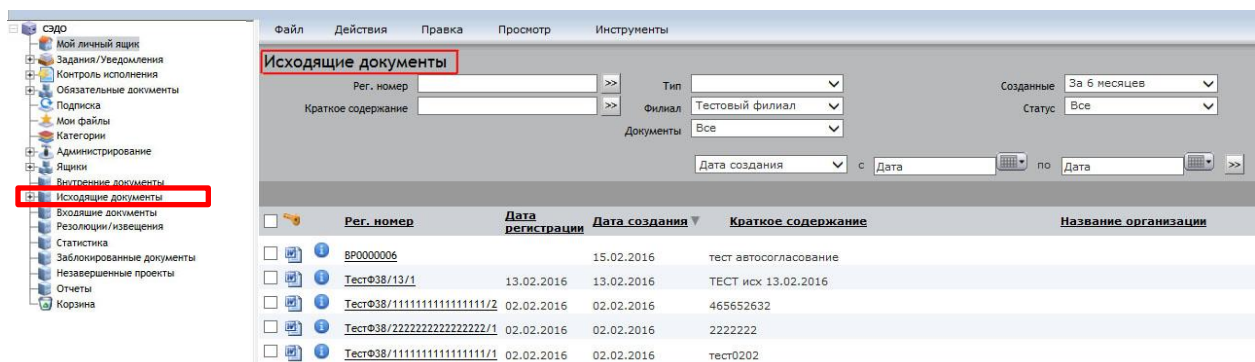 СЭДО
Мой личный ящик
Задания/Уведомления
Контроль исполнения
Обязательные документы
Подписка
Мои файлы
Категории
Администрирование
Ящики
Внутренние документы
Исходящие документы
Входящие документы
Резолюции/извещения
Статистика
Заблокированные документы
Незавершенные проекты
Отчеты
Корзина
Файл Действия Правка Просмотр Инструменты
Исходящие документы
Рег. номер >> Тип Созданные За 6 месяцев
Краткое содержание >> Филиал Тестовый филиал Статус Все
Документы Все
Дата создания с Дата по Дата >>
Рег. номер Дата регистрации Дата создания Краткое содержание Название организации
ВР0000006 15.02.2016 тест автосогласование
ТестФ38/13/1 13.02.2016 13.02.2016 ТЕСТ исх 13.02.2016
ТестФ38/1111111111111111/2 02.02.2016 02.02.2016 465652632
ТестФ38/2222222222222222/1 02.02.2016 02.02.2016 2222222
ТестФ38/1111111111111111/1 02.02.2016 02.02.2016 тест0202